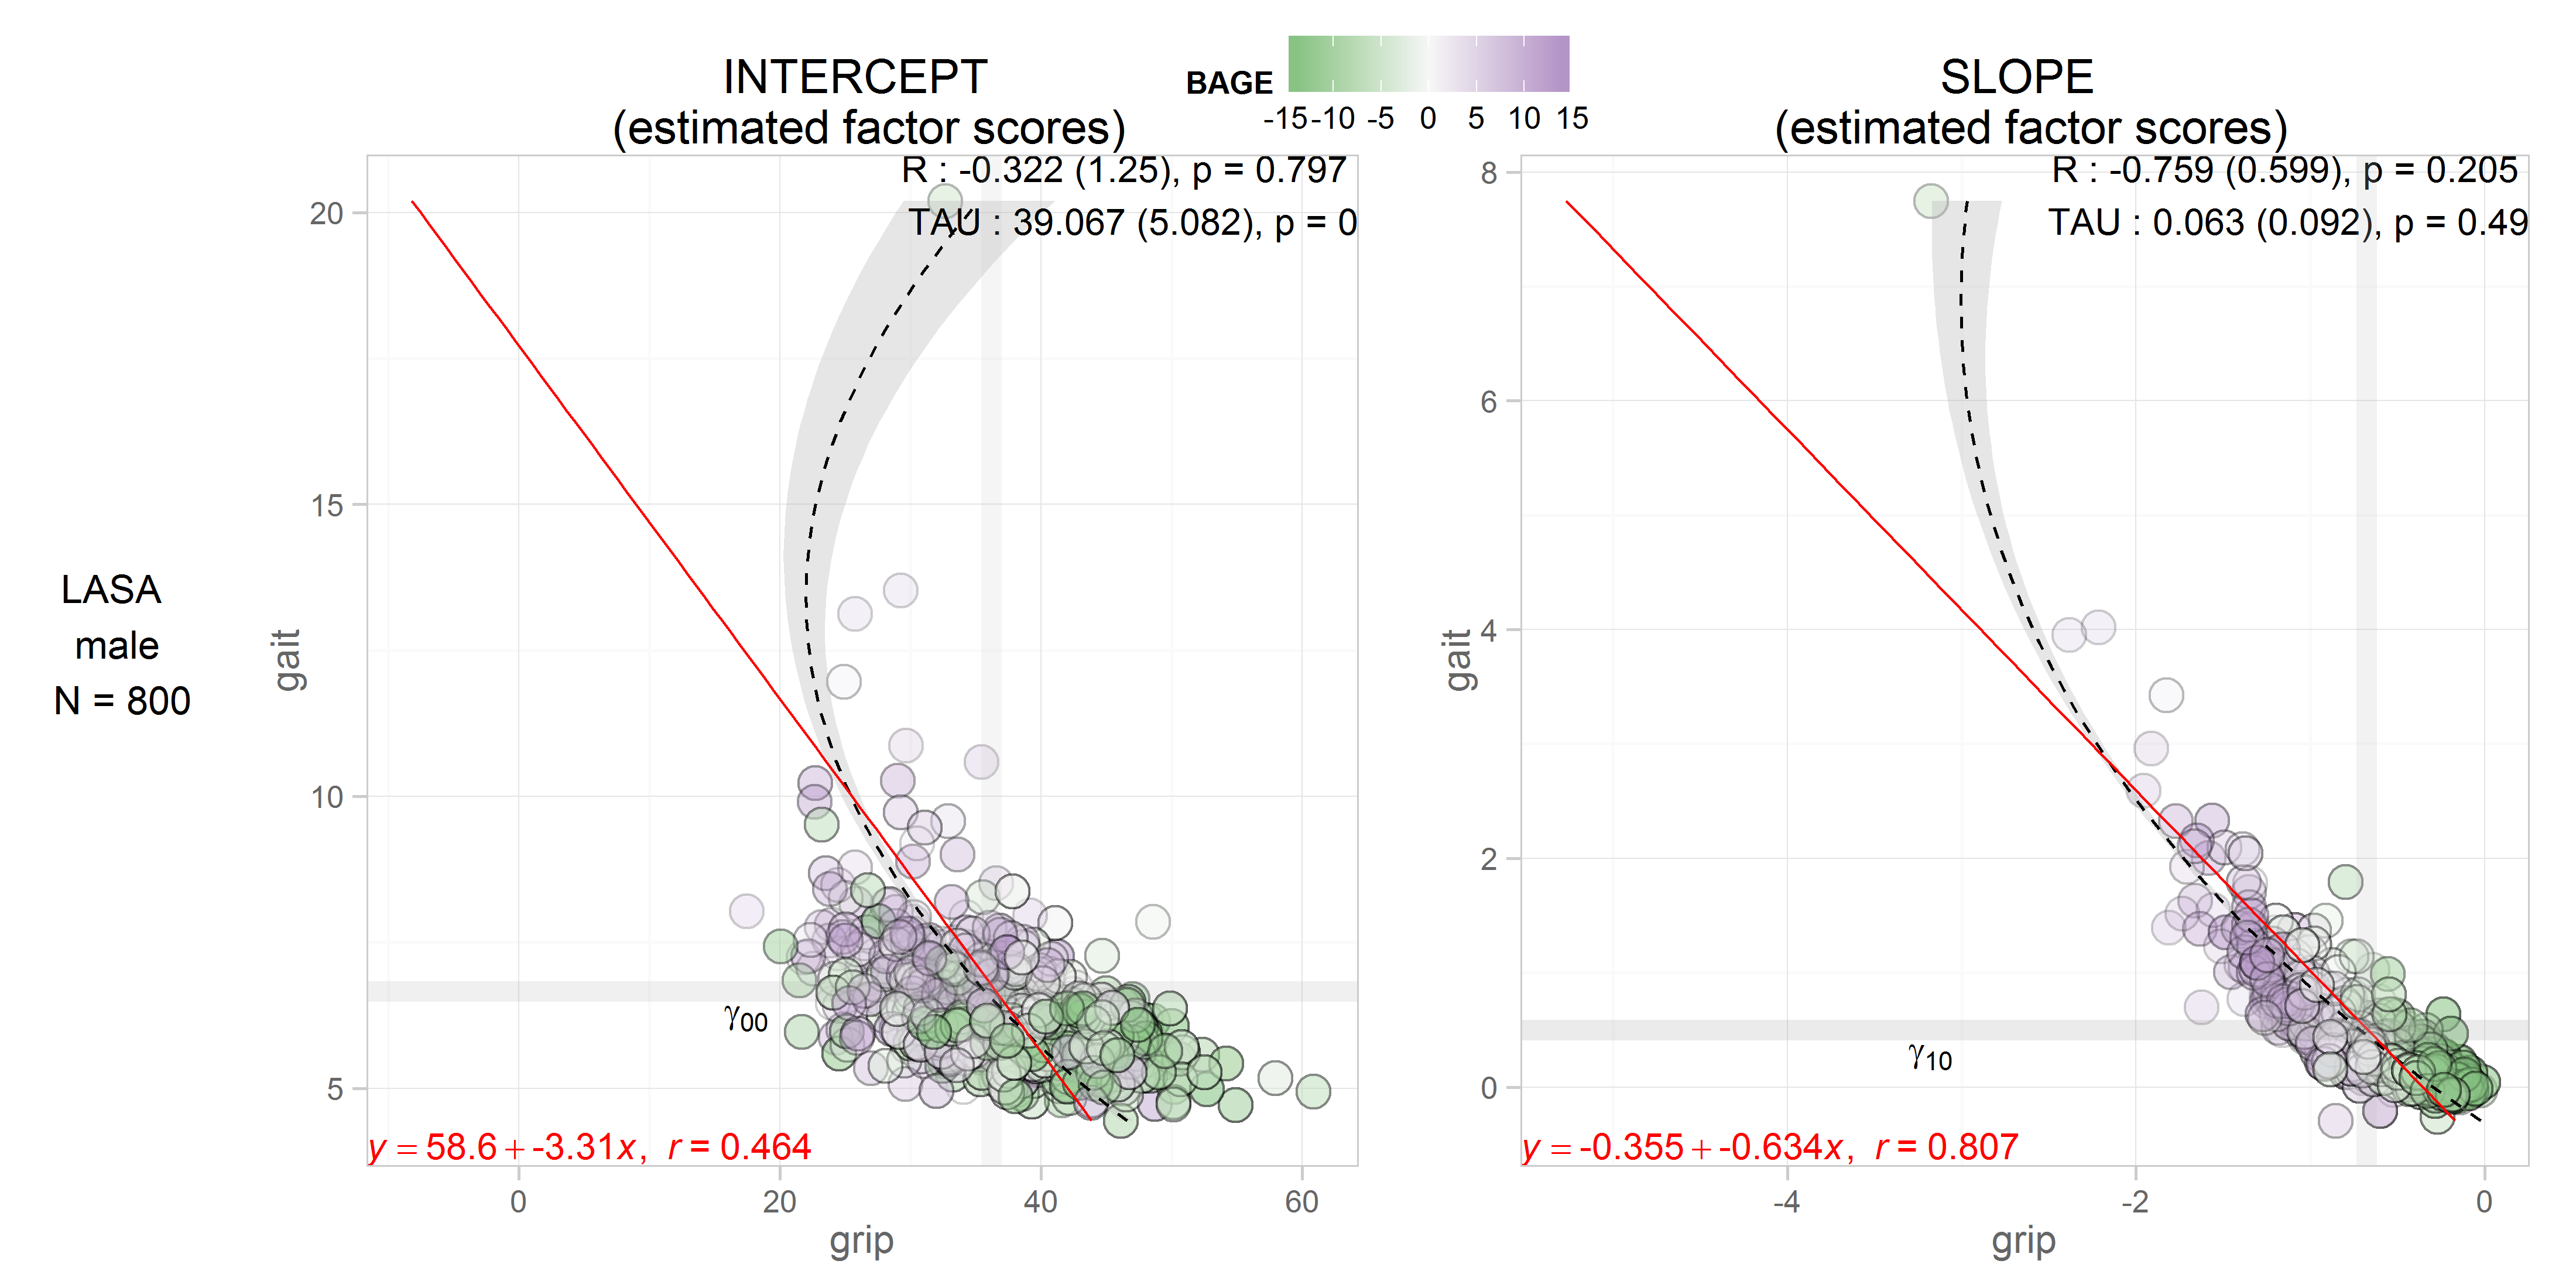 INTERCEPT
(estimated factor scores)
BAGE
-15 -10 -5 0 5 10 15
SLOPE
(estimated factor scores)
LASA
male
N = 800
R : -0.322 (1.25), p = 0.797
TAU : 39.067 (5.082), p = 0
20
15
10
5
gait
γ00
y = 58.6 + -3.31x, r = 0.464
0 20 40 60
grip
R : -0.759 (0.599), p = 0.205
TAU : 0.063 (0.092), p = 0.49
8
6
4
2
0
gait
γ10
y = -0.355 + -0.634x, r = 0.807
-4 -2 0
grip